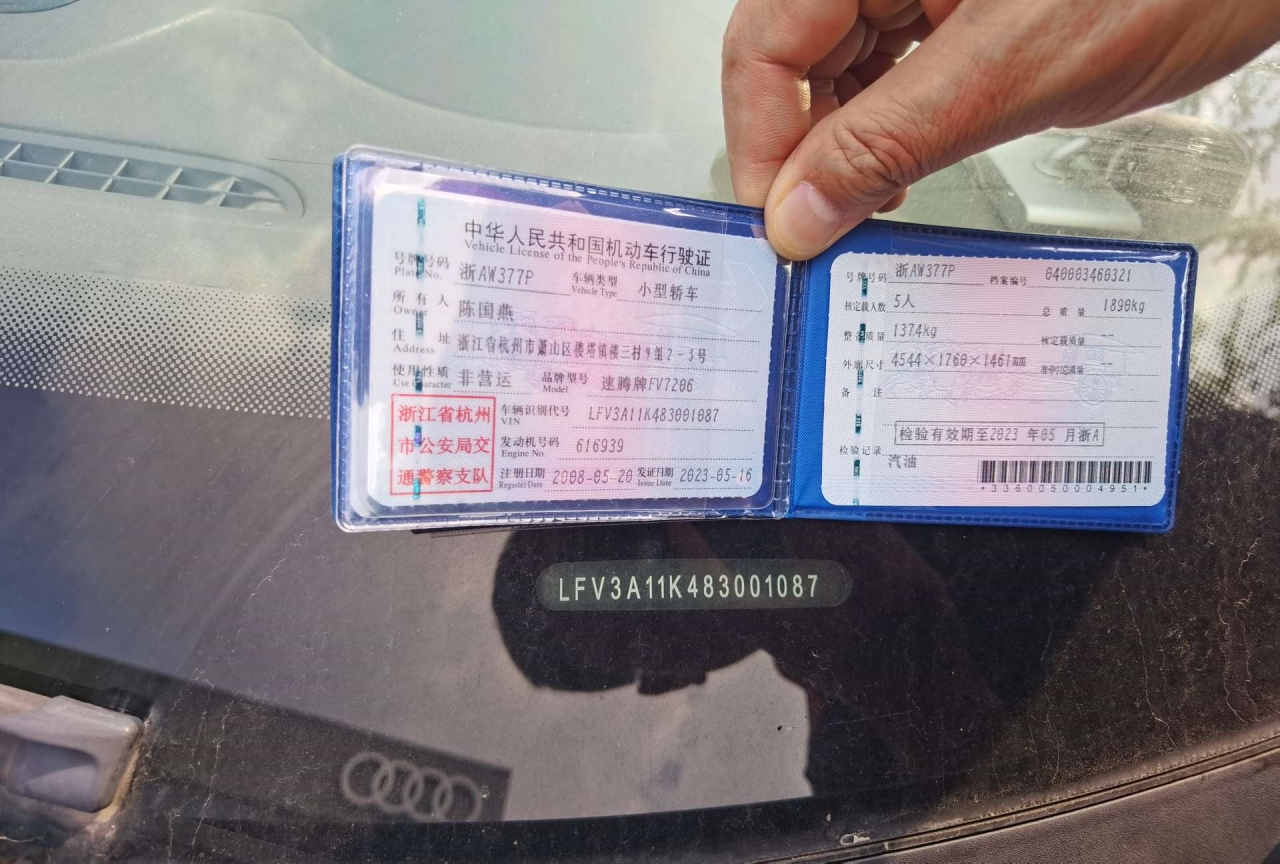 中华人民共和国机动车行驶证
Vehicle License of the People's Republic of China
号牌号码 浙AW377P 车辆类型 小型轿车
Plate No. Vehicle Type
所有人 陈国燕
Owner
住址 浙江省杭州市萧山区楼塔镇楼三村9组2-3号
Address
使用性质 非营运 品牌型号 速腾牌FV7206
Use Character Model
浙江省杭州
市公安局交
通警察支队
车辆识别代号 LFV3A11K483001087
VIN
发动机号码 616939
Engine No.
注册日期 2008-05-20 发证日期 2023-05-16
Register Date Issue Date
号牌号码 浙AW377P 档案编号 040003460321
核定载人数 5人 总质量 1890kg
整备质量 1374kg 核定载质量 --
外廓尺寸 4544×1760×1461 准牵引总质量 --
备注
检验有效期至2023年05月浙A
检验记录
汽油
*3360050004951*
LFV3A11K483001087